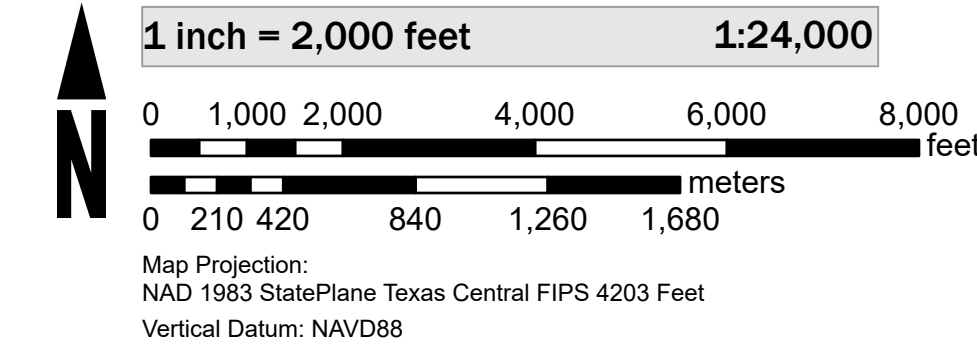 1 inch = 2,000 feet 1:24,000
0 1,000 2,000 4,000 6,000 8,000
feet
meters
0 210 420 840 1,260 1,680
N
Map Projection:
NAD 1983 StatePlane Texas Central FIPS 4203 Feet
Vertical Datum: NAVD88